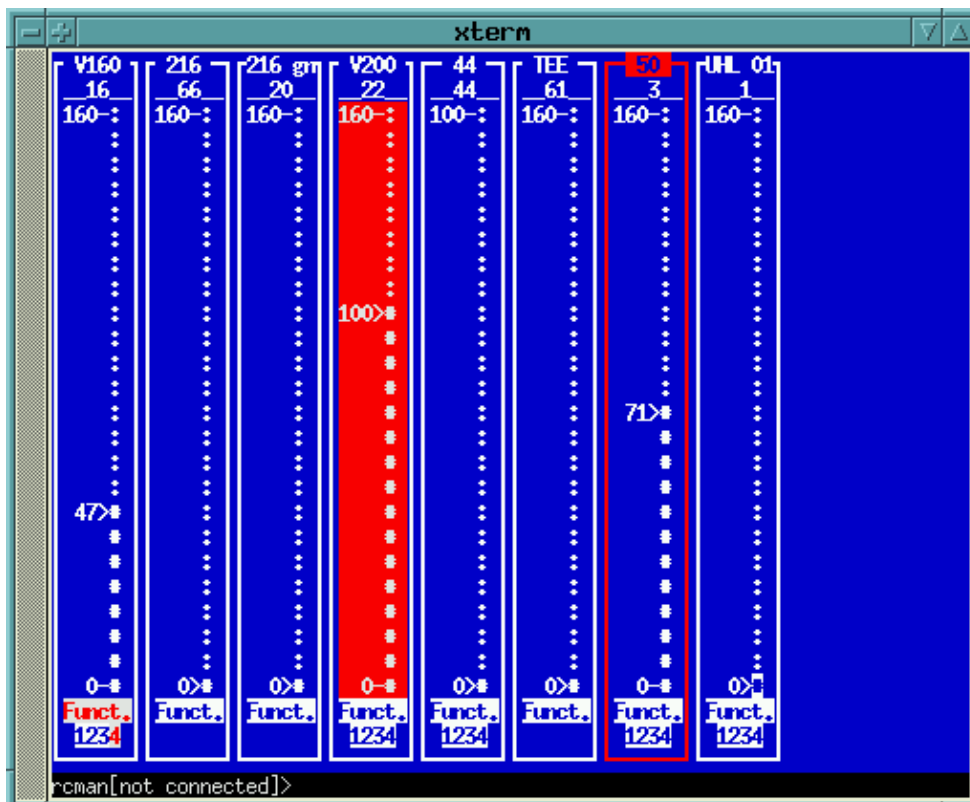 xterm
V160 216 216 gm V200 44 TEE 50 UHL 01
16 66 20 22 44 61 3 1
160-: 160-: 160-: 160-: 100-: 160-: 160-: 160-:
100>
71>
47>
0- 0> 0> 0- 0> 0> 0- 0>
Funct. Funct. Funct. Funct. Funct. Funct. Funct. Funct.
1234 1234 1234 1234 1234
rcman[not connected]>